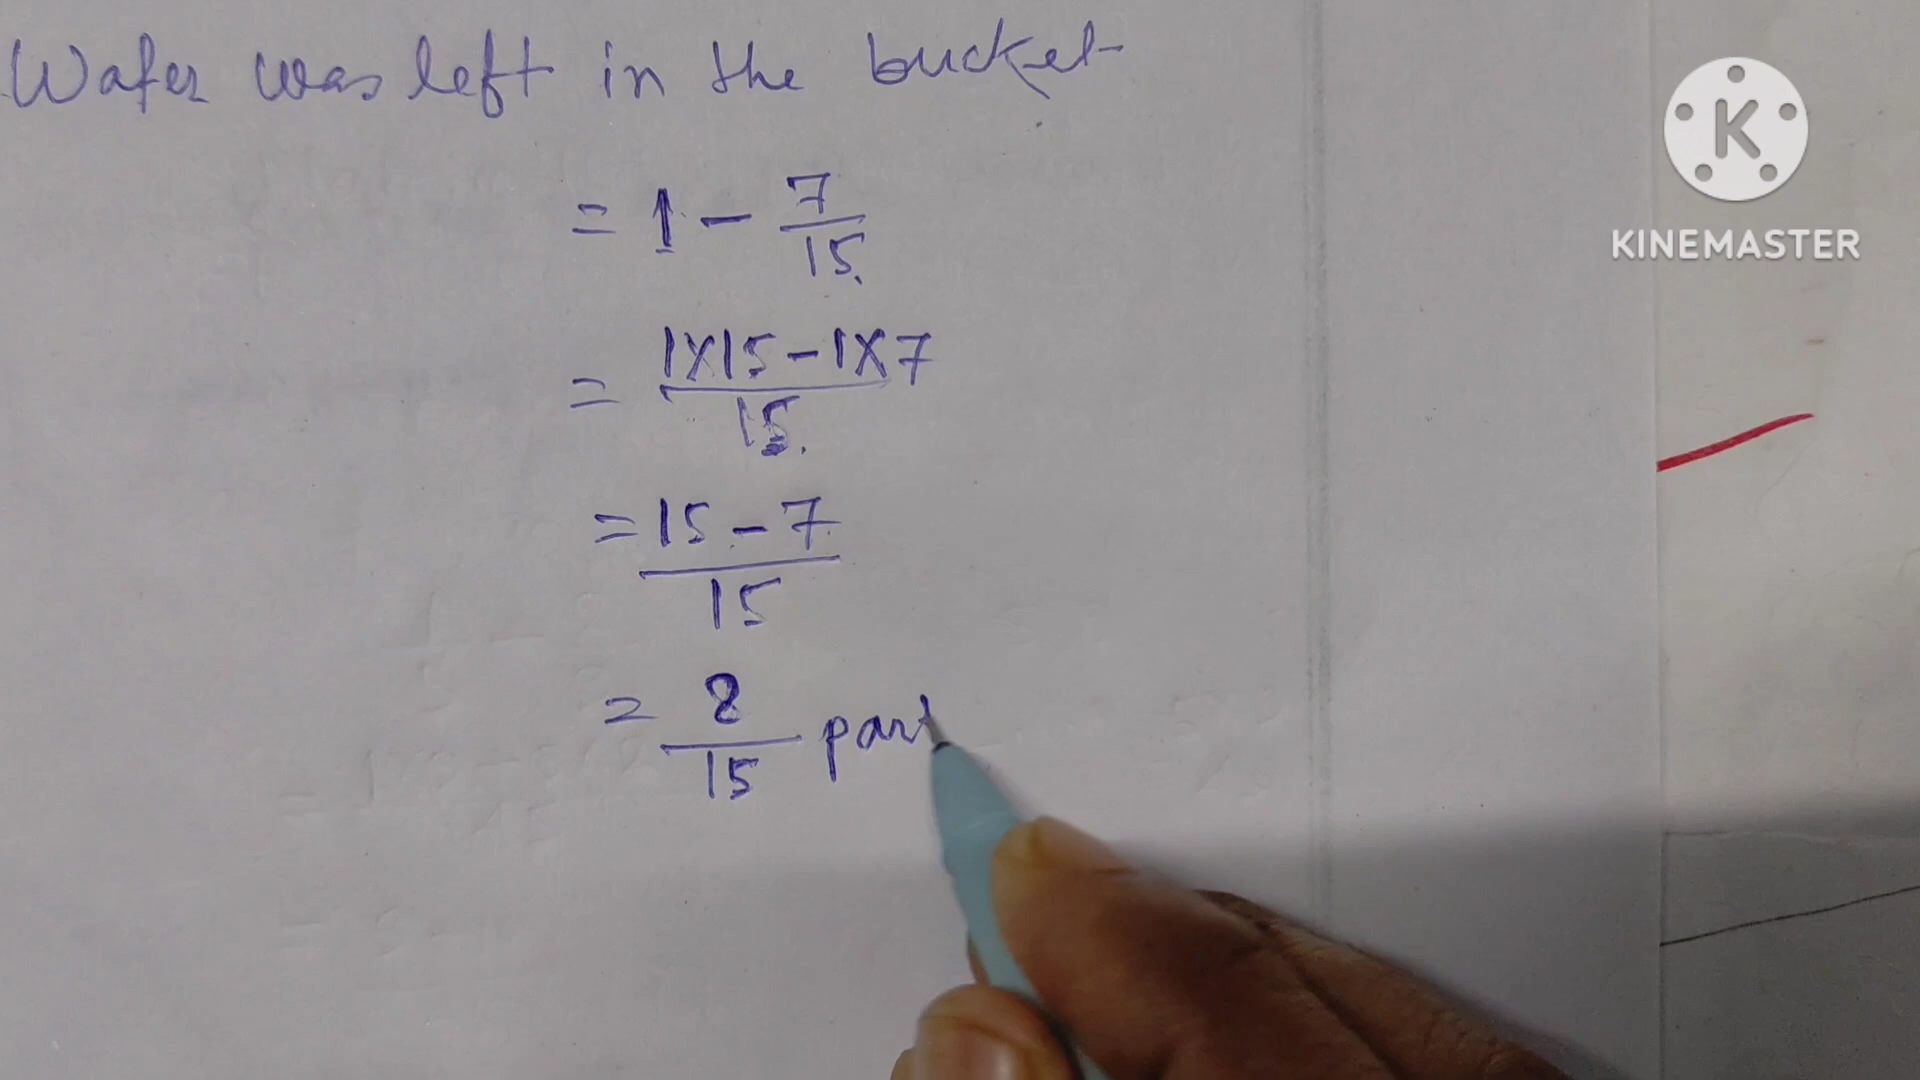 Water was left in the bucket
= 1 - 7/15
= 1×15-1×7/15
= 15-7/15
= 8/15 part
K
KINEMASTER